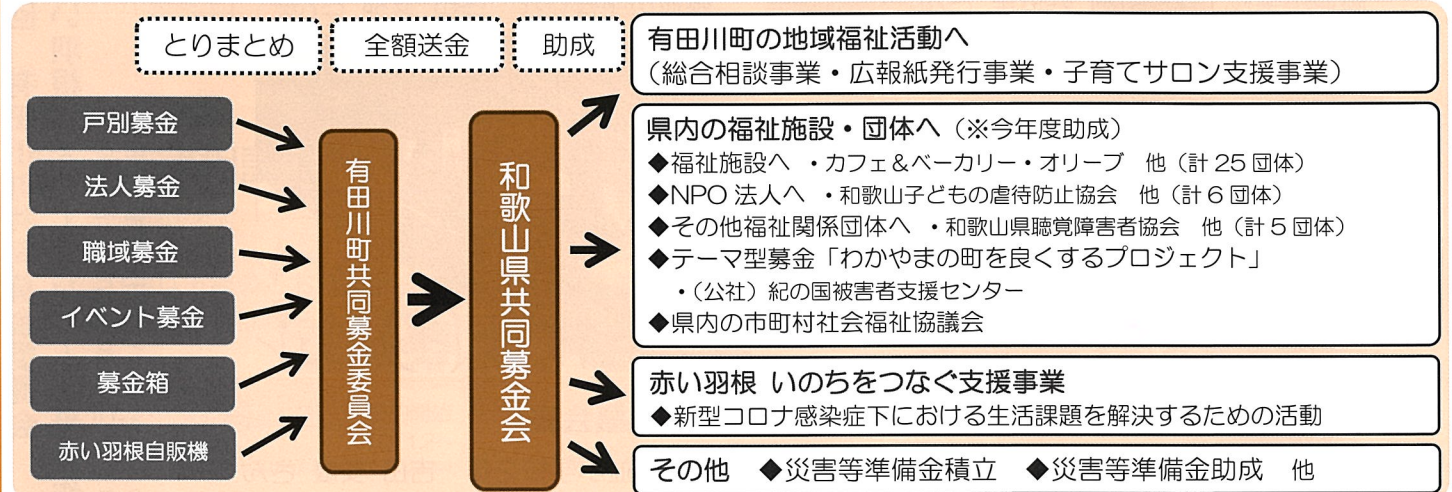 とりまとめ
全額送金
助成
戸別募金
法人募金
職域募金
イベント募金
募金箱
赤い羽根自販機
有田川町共同募金委員会
和歌山県共同募金会
有田川町の地域福祉活動へ
（総合相談事業・広報紙発行事業・子育てサロン支援事業）
県内の福祉施設・団体へ（※今年度助成）
◆福祉施設へ ・カフェ＆ベーカリー・オリーブ 他（計25団体）
◆NPO法人へ ・和歌山子どもの虐待防止協会 他（計6団体）
◆その他福祉関係団体へ ・和歌山県聴覚障害者協会 他（計5団体）
◆テーマ型募金「わかやまの町を良くするプロジェクト」
・（公社）紀の国被害者支援センター
◆県内の市町村社会福祉協議会
赤い羽根 いのちをつなぐ支援事業
◆新型コロナ感染症下における生活課題を解決するための活動
その他 ◆災害等準備金積立 ◆災害等準備金助成 他